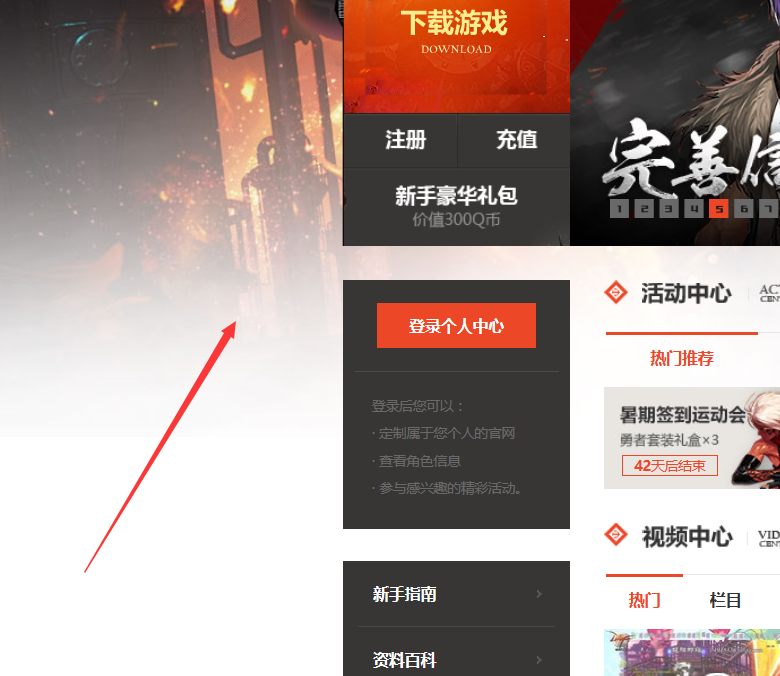 下载游戏
DOWNLOAD
注册
充值
新手豪华礼包
价值300Q币
完善信
1 2 3 4 5 6 7
登录个人中心
登录后您可以：
· 定制属于您个人的官网
· 查看角色信息
· 参与感兴趣的精彩活动。
新手指南
资料百科
活动中心
ACT
CEN
热门推荐
暑期签到运动会
勇者套装礼盒×3
42天后结束
视频中心
VID
CEN
热门
栏目